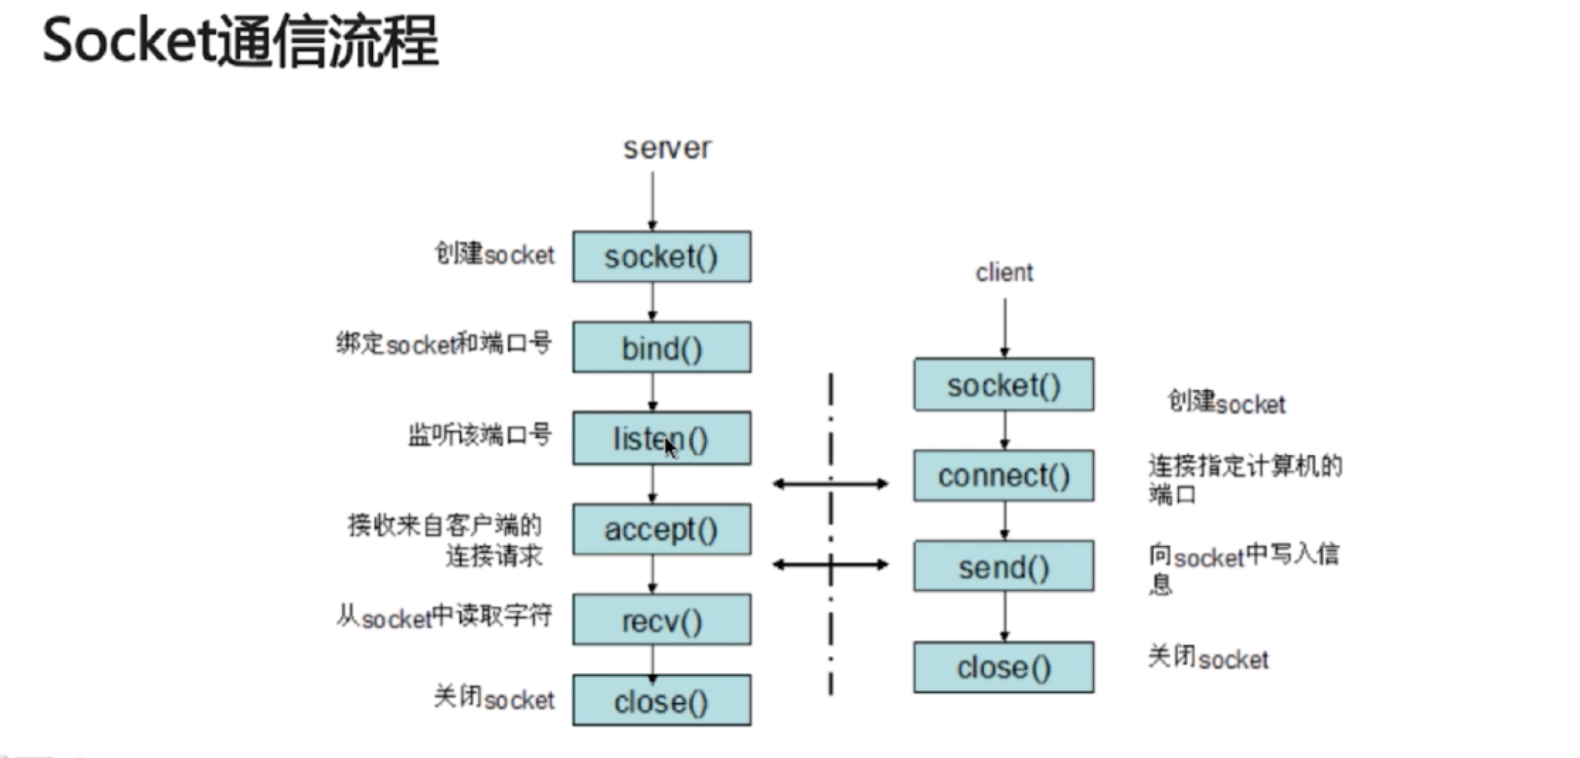 Socket通信流程
server
创建socket
socket()
绑定socket和端口号
bind()
监听该端口号
listen()
接收来自客户端的
连接请求
accept()
从socket中读取字符
recv()
关闭socket
close()
client
socket()
创建socket
connect()
连接指定计算机的
端口
send()
向socket中写入信
息
close()
关闭socket